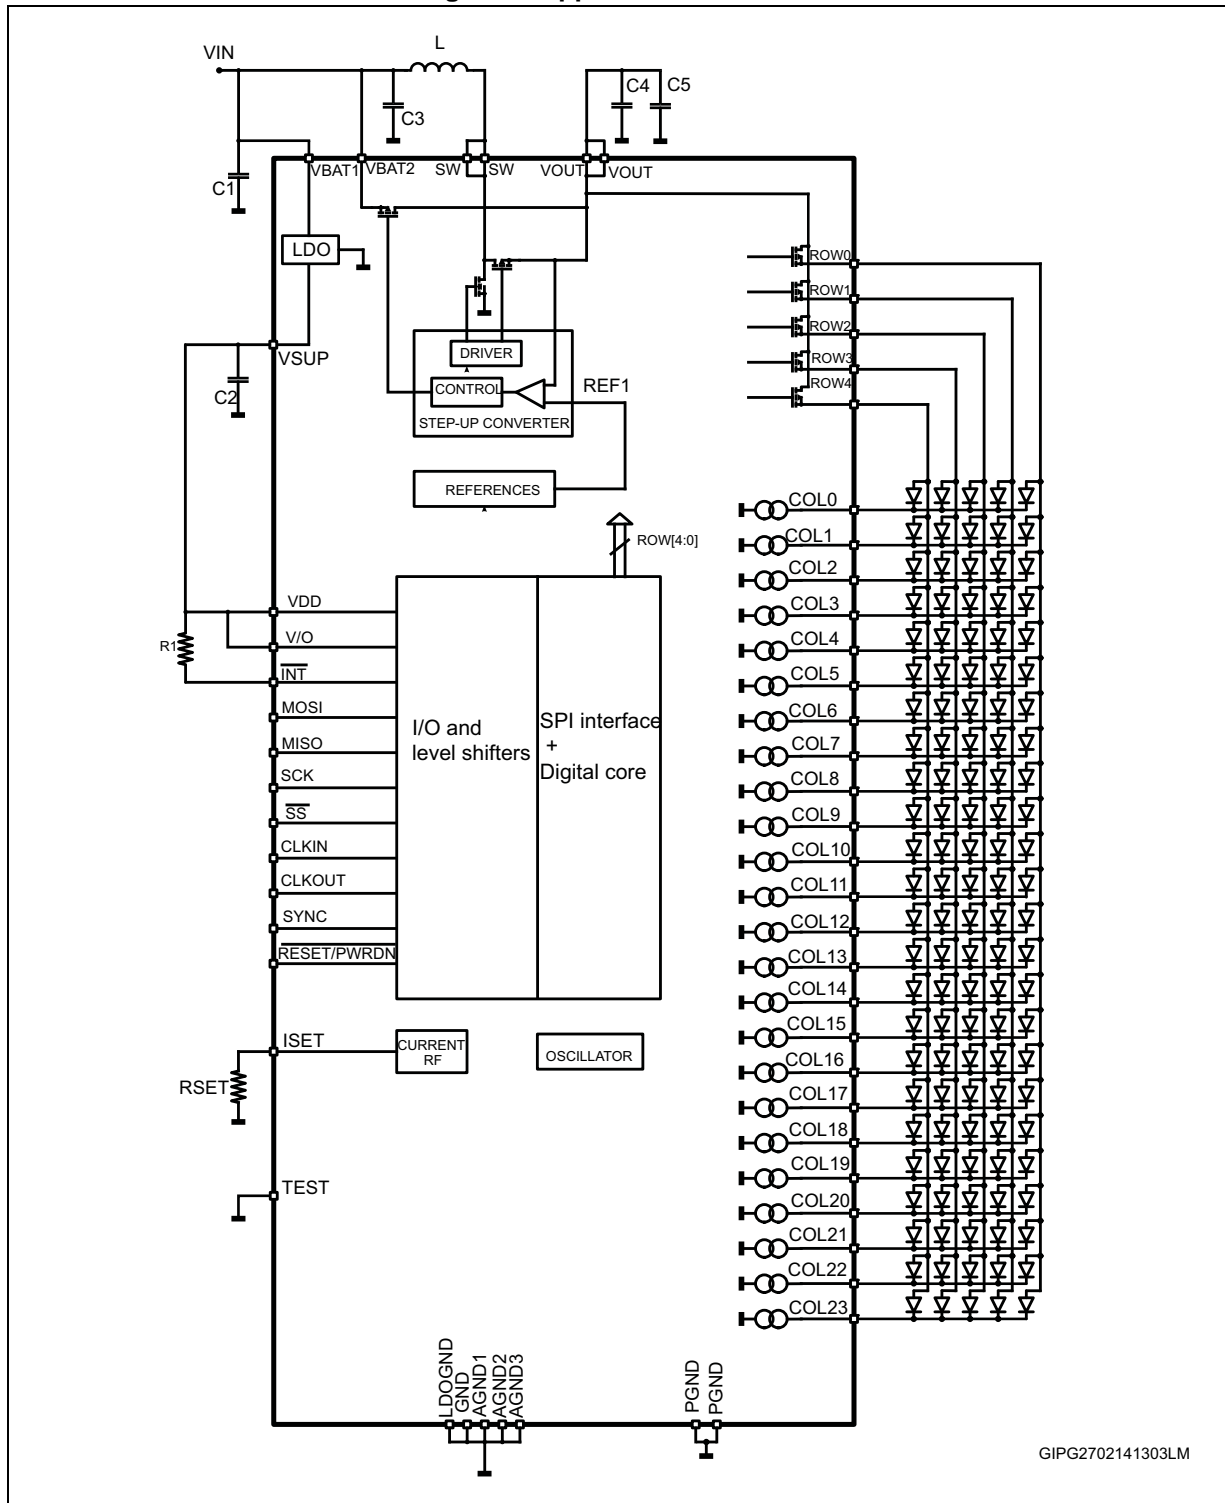 L
VIN
C4
C5
C3
VBAT1
VBAT2
SW
SW
VOUT
VOUT
C1
LDO
ROW0
ROW1
ROW2
ROW3
ROW4
VSUP
C2
DRIVER
CONTROL
REF1
STEP-UP CONVERTER
REFERENCES
ROW[4:0]
VDD
R1
V/O
INT
MOSI
MISO
SCK
SS
CLKIN
CLKOUT
SYNC
RESET/PWRDN
I/O and
level shifters
SPI interface
+
Digital core
ISET
RSET
CURRENT
RF
OSCILLATOR
TEST
COL0
COL1
COL2
COL3
COL4
COL5
COL6
COL7
COL8
COL9
COL10
COL11
COL12
COL13
COL14
COL15
COL16
COL17
COL18
COL19
COL20
COL21
COL22
COL23
LDOGND
GND
AGND1
AGND2
AGND3
PGND
PGND
GIPG2702141303LM